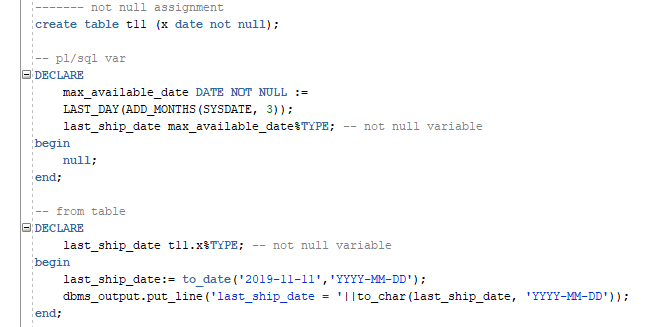 ------- not null assignment
create table t11 (x date not null);
-- pl/sql var
DECLARE
max_available_date DATE NOT NULL :=
LAST_DAY(ADD_MONTHS(SYSDATE, 3));
last_ship_date max_available_date%TYPE; -- not null variable
begin
null;
end;
-- from table
DECLARE
last_ship_date t11.x%TYPE; -- not null variable
begin
last_ship_date:= to_date('2019-11-11','YYYY-MM-DD');
dbms_output.put_line('last_ship_date = '||to_char(last_ship_date, 'YYYY-MM-DD'));
end;